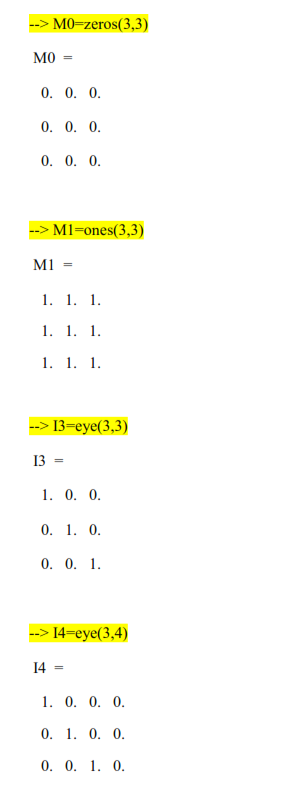 --> M0=zeros(3,3)
M0 =
0. 0. 0.
0. 0. 0.
0. 0. 0.
--> M1=ones(3,3)
M1 =
1. 1. 1.
1. 1. 1.
1. 1. 1.
--> I3=eye(3,3)
I3 =
1. 0. 0.
0. 1. 0.
0. 0. 1.
--> I4=eye(3,4)
I4 =
1. 0. 0. 0.
0. 1. 0. 0.
0. 0. 1. 0.